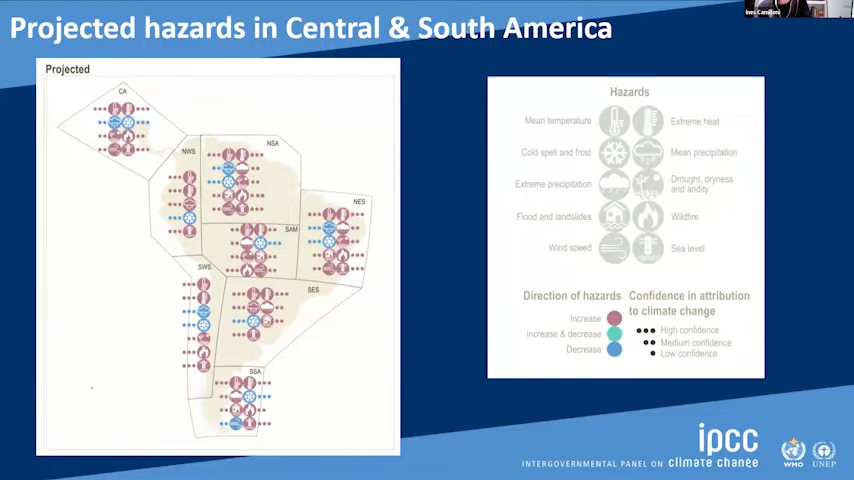 Projected hazards in Central & South America
Ines Camilloni
Projected
CA
NWS
NSA
NES
SAM
SWS
SES
SSA
Hazards
Mean temperature
Extreme heat
Cold spell and frost
Mean precipitation
Extreme precipitation
Drought, dryness
and aridity
Flood and landslides
Wildfire
Wind speed
Sea level
Direction of hazards
Confidence in attribution
to climate change
Increase
High confidence
Increase & decrease
Medium confidence
Decrease
Low confidence
ipcc
INTERGOVERNMENTAL PANEL ON climate change
WMO
UNEP